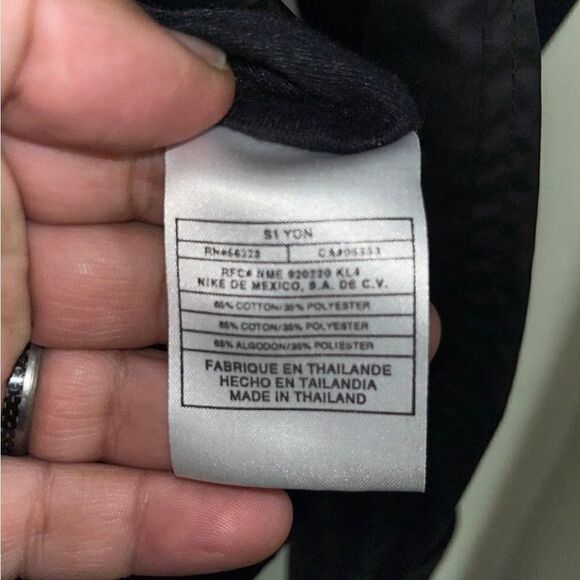 S1 YON
RN#56323 CA#05553
RFC# NME 920220 KL4
NIKE DE MEXICO, S.A. DE C.V.
65% COTTON/35% POLYESTER
65% COTON/35% POLYESTER
65% ALGODON/35% POLIESTER
FABRIQUE EN THAILANDE
HECHO EN TAILANDIA
MADE IN THAILAND